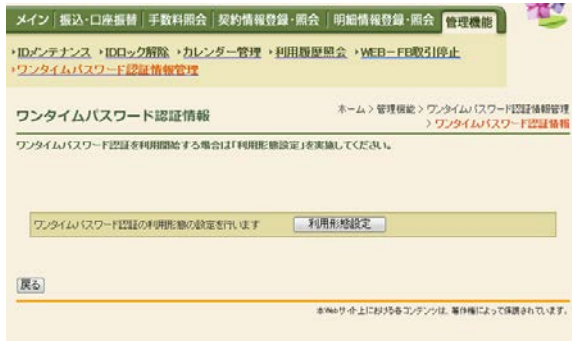 メイン 振込・口座振替 手数料照会 契約情報登録・照会 明細情報登録・照会 管理機能
IDメンテナンス IDロック解除 カレンダー管理 利用履歴照会 WEB－FB取引停止
ワンタイムパスワード認証情報管理
ワンタイムパスワード認証情報
ホーム > 管理機能 > ワンタイムパスワード認証情報管理
> ワンタイムパスワード認証情報
ワンタイムパスワード認証を利用開始する場合は「利用形態設定」を実施してください。
ワンタイムパスワード認証の利用形態の設定を行います 利用形態設定
戻る
本Webサイト上における各コンテンツは、著作権によって保護されています。